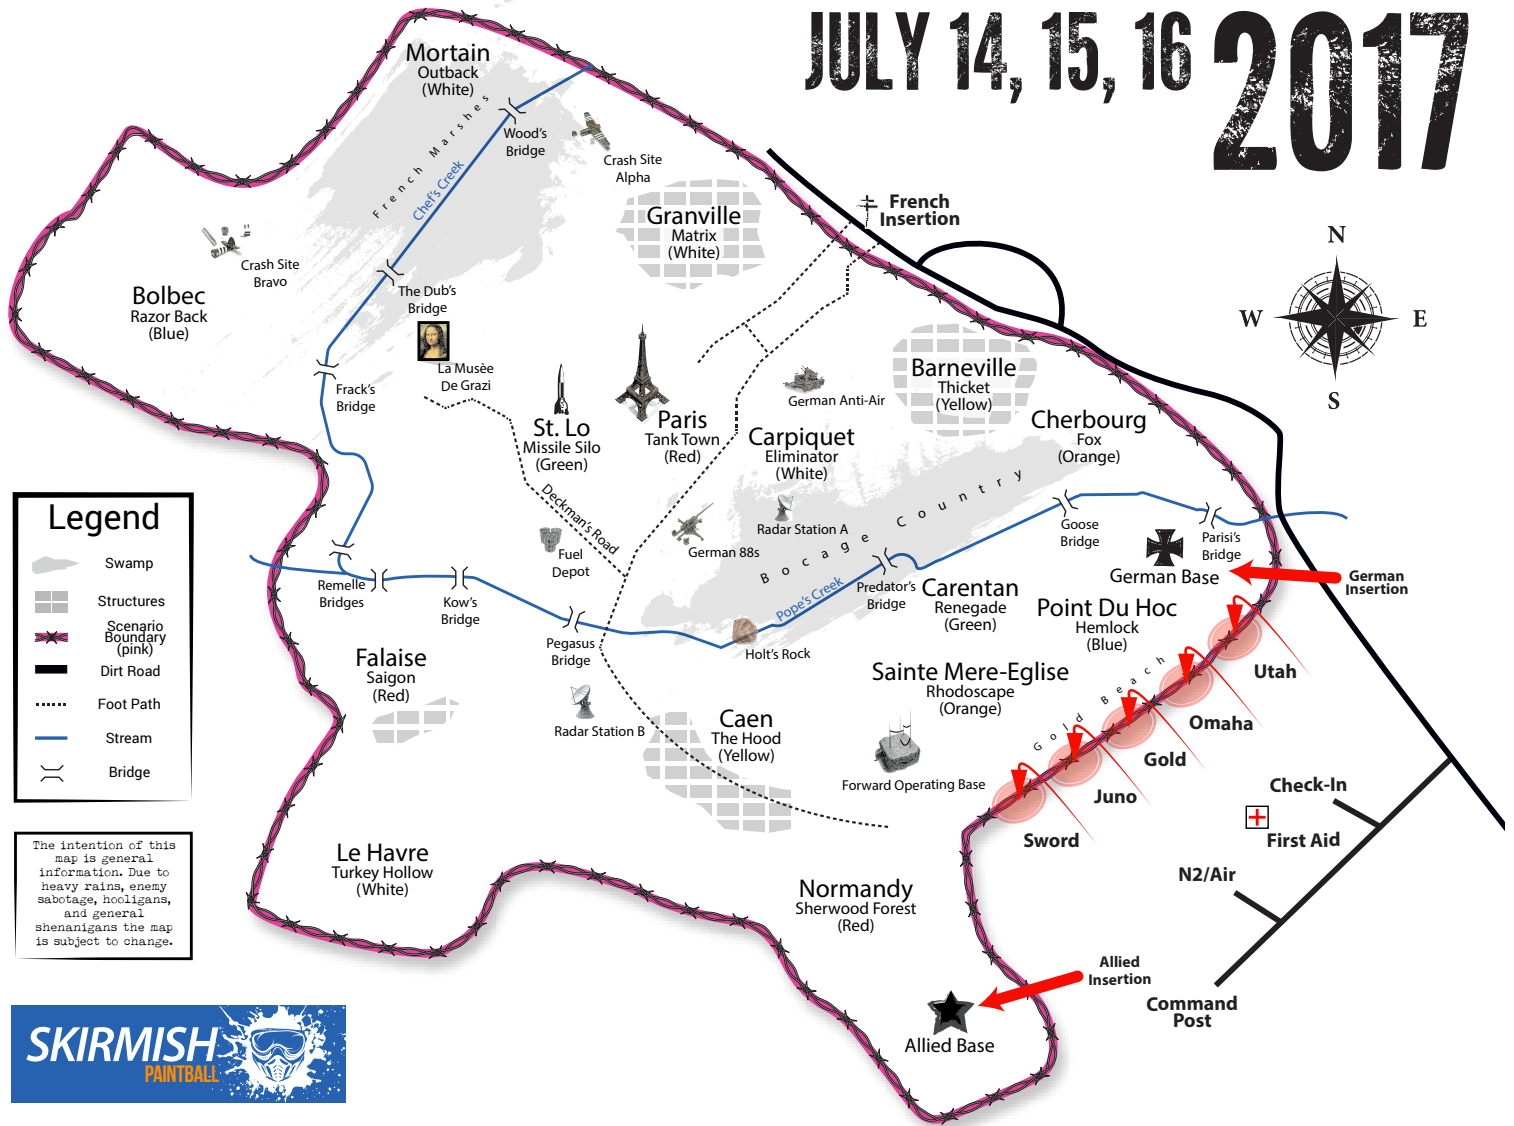 JULY 14, 15, 16 2017
Mortain
Outback
(White)
French Marshes
Chef's Creek
Wood's
Bridge
Crash Site
Alpha
Granville
Matrix
(White)
French
Insertion
N
W
E
S
Crash Site
Bravo
Bolbec
Razor Back
(Blue)
The Dub's
Bridge
La Musèe
De Grazi
Frack's
Bridge
St. Lo
Missile Silo
(Green)
Paris
Tank Town
(Red)
German Anti-Air
Barneville
Thicket
(Yellow)
Carpiquet
Eliminator
(White)
Cherbourg
Fox
(Orange)
Deckman's Road
Fuel
Depot
German 88s
Radar Station A
Bocage Country
Goose
Bridge
Parisi's
Bridge
German Base
German
Insertion
Legend
Swamp
Structures
Scenario
Boundary
(pink)
Dirt Road
Foot Path
Stream
Bridge
Remelle
Bridges
Kow's
Bridge
Pegasus
Bridge
Holt's Rock
Pope's Creek
Predator's
Bridge
Carentan
Renegade
(Green)
Point Du Hoc
Hemlock
(Blue)
Falaise
Saigon
(Red)
Radar Station B
Caen
The Hood
(Yellow)
Sainte Mere-Eglise
Rhodoscape
(Orange)
Forward Operating Base
Gold Beach
Utah
Omaha
Gold
Juno
Sword
Check-In
First Aid
N2/Air
Command
Post
The intention of this
map is general
information. Due to
heavy rains, enemy
sabotage, hooligans,
and general
shenanigans the map
is subject to change.
Le Havre
Turkey Hollow
(White)
Normandy
Sherwood Forest
(Red)
Allied
Insertion
Allied Base
SKIRMISH
PAINTBALL